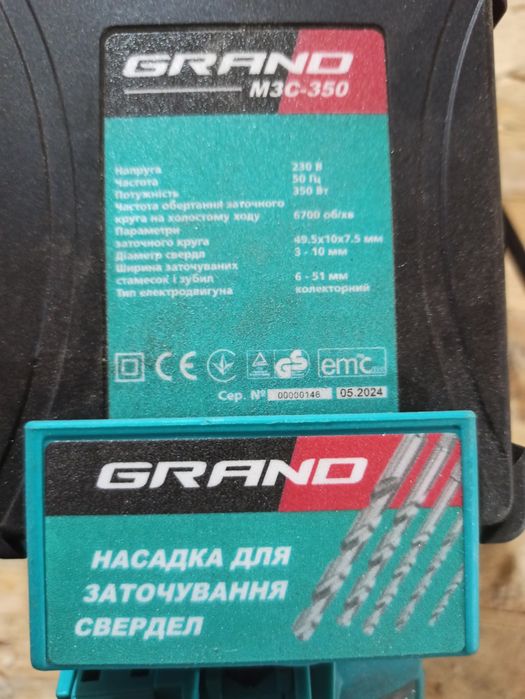 GRAND
МЗС-350
Напруга 230 В
Частота 50 Гц
Потужність 350 Вт
Частота обертання заточного
круга на холостому ходу 6700 об/хв
Параметри
заточного круга 49.5x10x7.5 мм
Діаметр сверда 3 - 10 мм
Ширина заточуваних
стамесок і зубил 6 - 51 мм
Тип електродвигуна колекторний
CE GS emc
Сер. № 00000146 05.2024
GRAND
НАСАДКА ДЛЯ
ЗАТОЧУВАННЯ
СВЕРДЕЛ